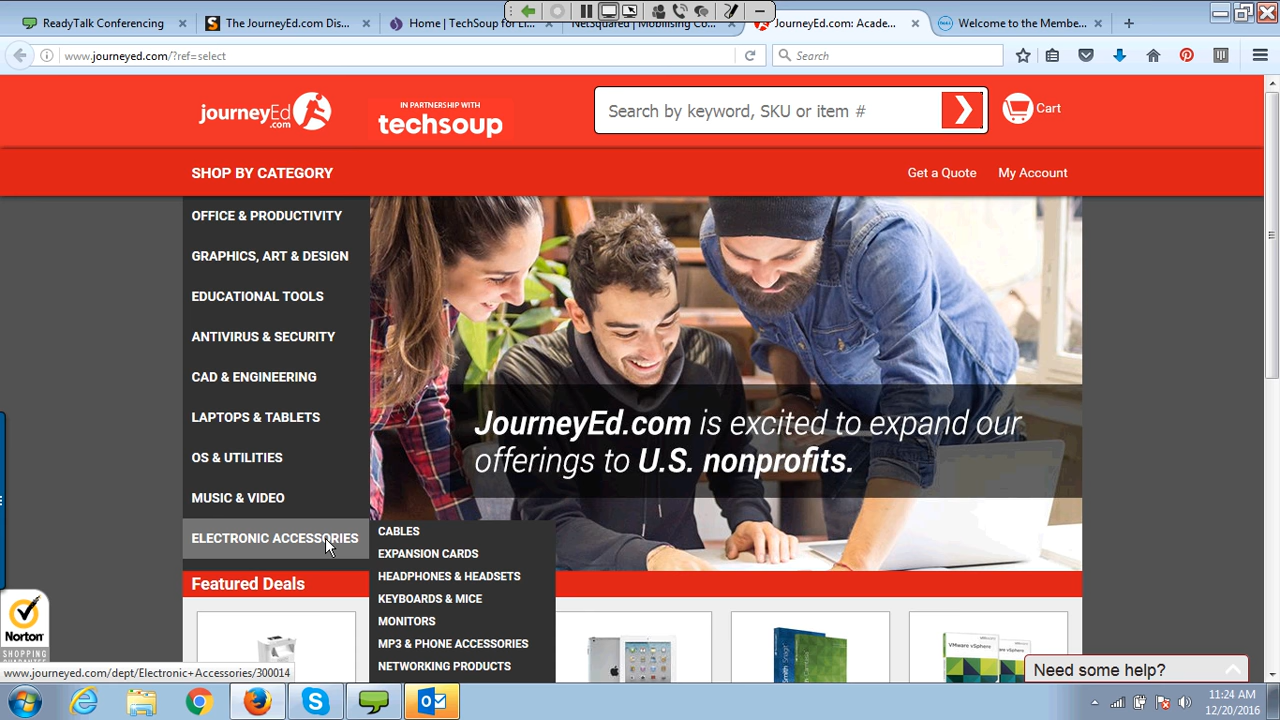 ReadyTalk Conferencing
The JourneyEd.com Dis...
Home | TechSoup for Li...
NetSquared | Mobilising Co...
JourneyEd.com: Acade...
Welcome to the Membe...
www.journeyed.com/?ref=select
Search
journeyEd
.com
IN PARTNERSHIP WITH
techsoup
Search by keyword, SKU or item #
Cart
SHOP BY CATEGORY
Get a Quote
My Account
OFFICE & PRODUCTIVITY
GRAPHICS, ART & DESIGN
EDUCATIONAL TOOLS
ANTIVIRUS & SECURITY
CAD & ENGINEERING
LAPTOPS & TABLETS
OS & UTILITIES
MUSIC & VIDEO
ELECTRONIC ACCESSORIES
JourneyEd.com is excited to expand our
offerings to U.S. nonprofits.
CABLES
EXPANSION CARDS
HEADPHONES & HEADSETS
KEYBOARDS & MICE
MONITORS
MP3 & PHONE ACCESSORIES
NETWORKING PRODUCTS
Featured Deals
Norton
SHOPPING
VMware vSphere
Need some help?
www.journeyed.com/dept/Electronic+Accessories/300014
11:24 AM
12/20/2016